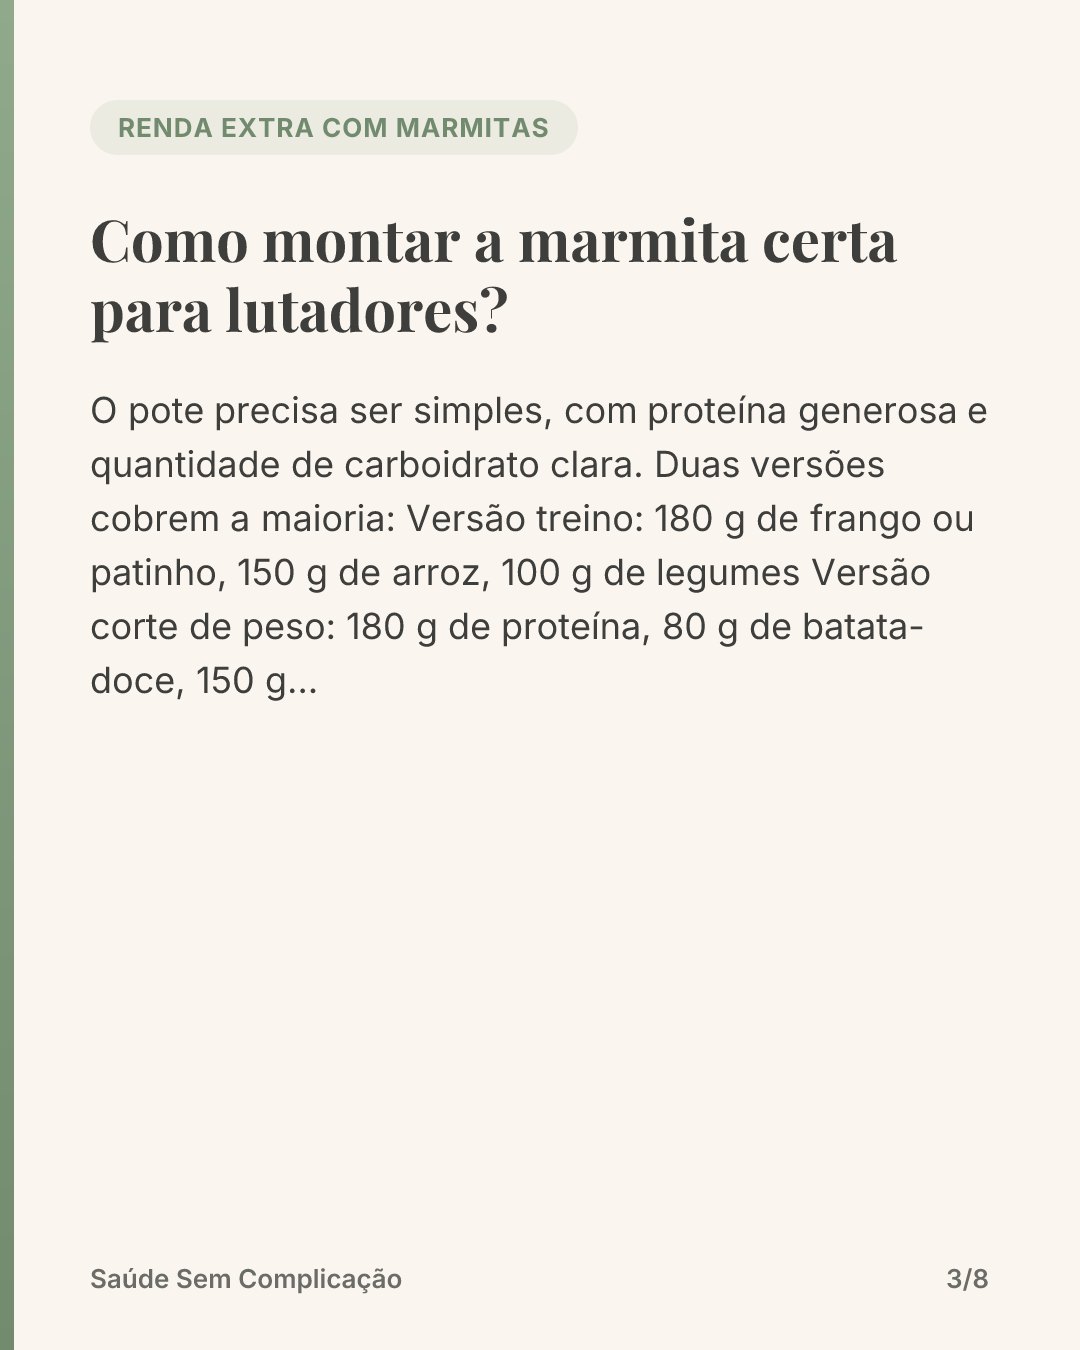 RENDA EXTRA COM MARMITAS
Como montar a marmita certa
para lutadores?
O pote precisa ser simples, com proteína generosa e
quantidade de carboidrato clara. Duas versões
cobrem a maioria: Versão treino: 180 g de frango ou
patinho, 150 g de arroz, 100 g de legumes Versão
corte de peso: 180 g de proteína, 80 g de batata-
doce, 150 g...
Saúde Sem Complicação
3/8